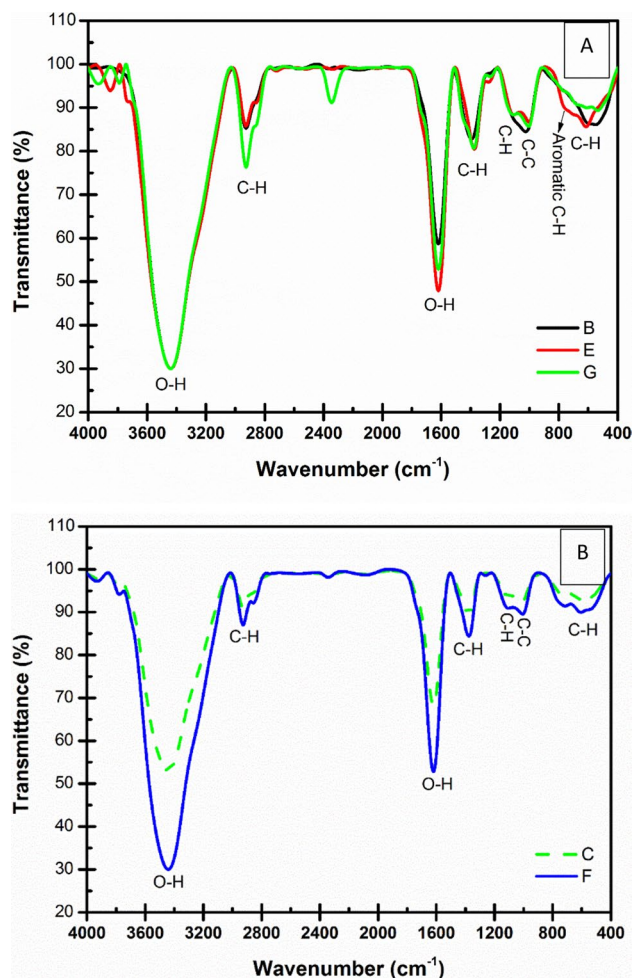 A
110
100
90
80
70
60
50
40
30
20
Transmittance (%)
O-H
C-H
O-H
C-H
C-H
C-C
Aromatic C-H
C-H
B
E
G
4000 3600 3200 2800 2400 2000 1600 1200 800 400
Wavenumber (cm⁻¹)
B
110
100
90
80
70
60
50
40
30
20
Transmittance (%)
O-H
C-H
O-H
C-H
C-H
C-C
C-H
C
F
4000 3600 3200 2800 2400 2000 1600 1200 800 400
Wavenumber (cm⁻¹)